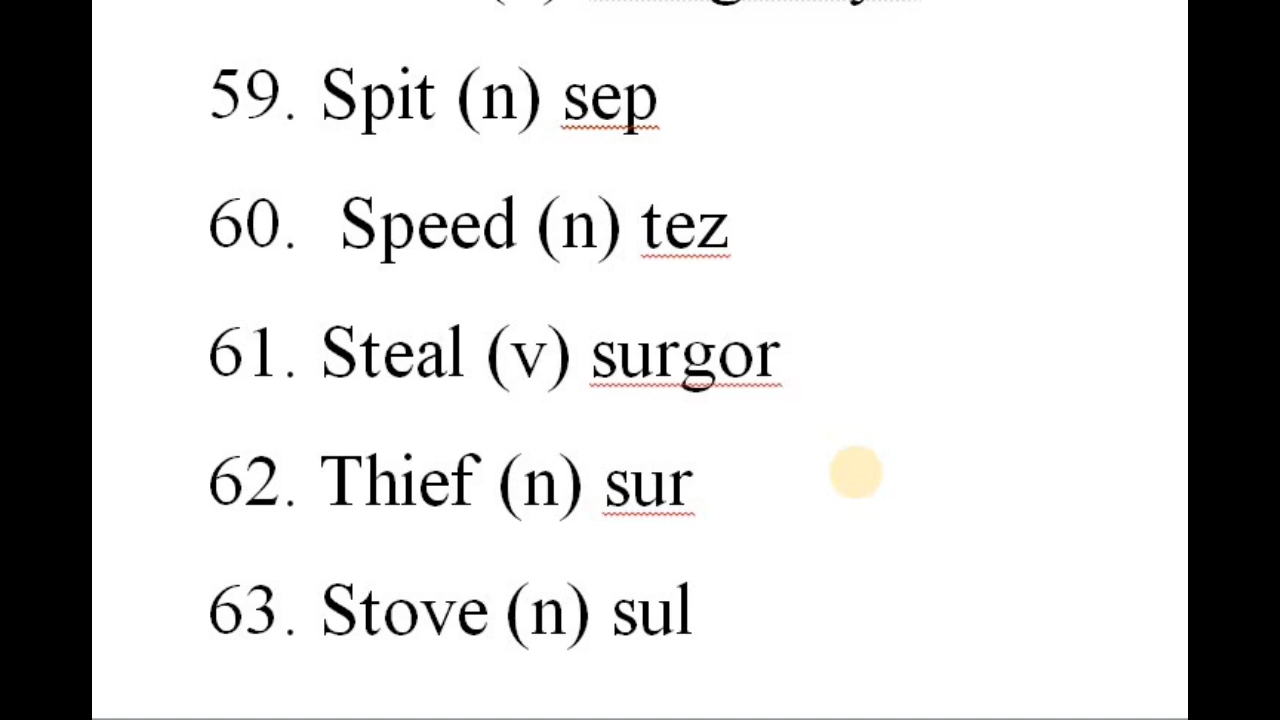 59. Spit (n) sep
60. Speed (n) tez
61. Steal (v) surgor
62. Thief (n) sur
63. Stove (n) sul